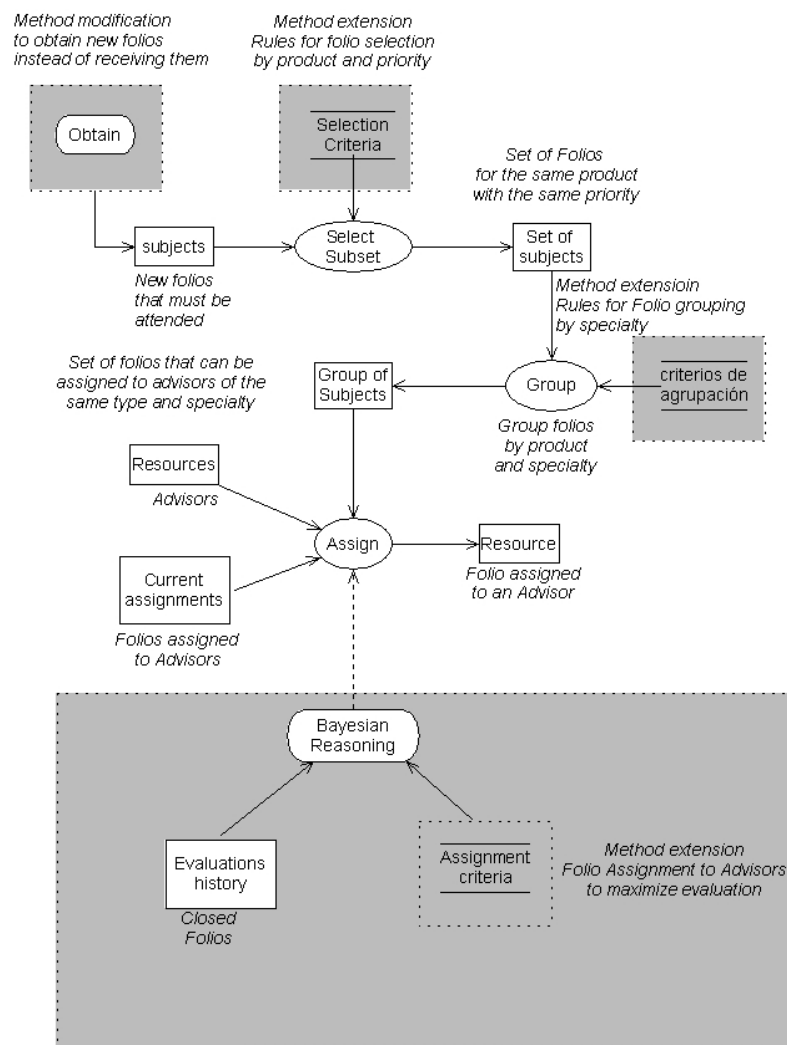 Method modification
to obtain new folios
instead of receiving them
Method extension
Rules for folio selection
by product and priority
Obtain
Selection
Criteria
Set of Folios
for the same product
with the same priority
subjects
Select
Subset
Set of
subjects
New folios
that must be
attended
Method extensioin
Rules for Folio grouping
by specialty
Set of folios that can be
assigned to advisors of the
same type and specialty
Group of
Subjects
Group
criterios de
agrupación
Group folios
by product
and specialty
Resources
Advisors
Assign
Resource
Folio assigned
to an Advisor
Current
assignments
Folios assigned
to Advisors
Bayesian
Reasoning
Evaluations
history
Closed
Folios
Assignment
criteria
Method extension
Folio Assignment to Advisors
to maximize evaluation